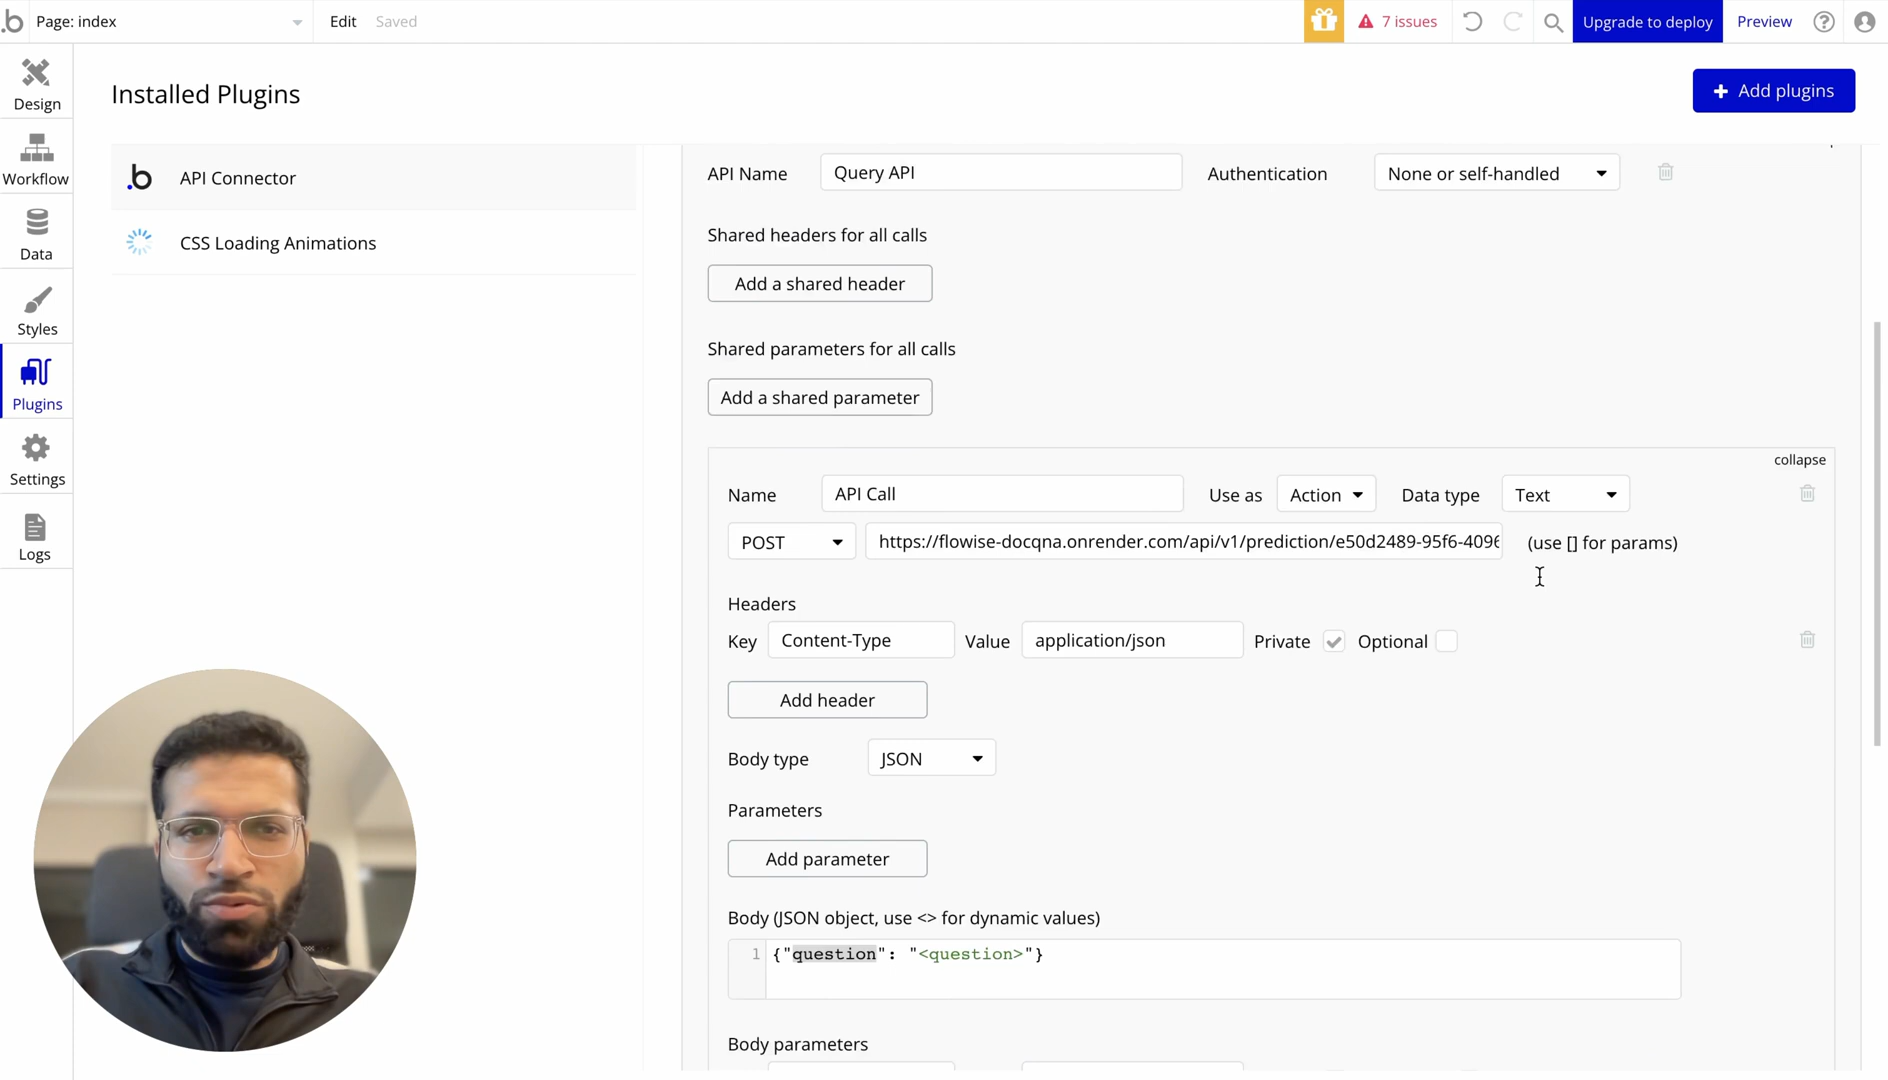 Page: index
Edit
Saved
7 issues
Upgrade to deploy
Preview
Design
Workflow
Data
Styles
Plugins
Settings
Logs
Installed Plugins
+ Add plugins
API Connector
CSS Loading Animations
API Name
Query API
Authentication
None or self-handled
Shared headers for all calls
Add a shared header
Shared parameters for all calls
Add a shared parameter
collapse
Name
API Call
Use as
Action
Data type
Text
POST
https://flowise-docqna.onrender.com/api/v1/prediction/e50d2489-95f6-4096
(use [] for params)
Headers
Key
Content-Type
Value
application/json
Private
Optional
Add header
Body type
JSON
Parameters
Add parameter
Body (JSON object, use <> for dynamic values)
1 {"question": "<question>"}
Body parameters